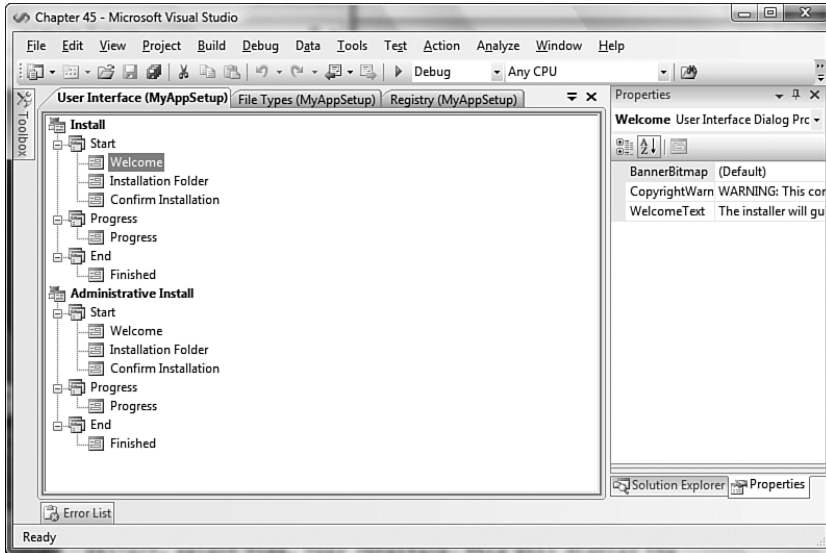 Chapter 45 - Microsoft Visual Studio
File Edit View Project Build Debug Data Tools Test Action Analyze Window Help
Debug Any CPU
Toolbox
User Interface (MyAppSetup) File Types (MyAppSetup) Registry (MyAppSetup)
Install
Start
Welcome
Installation Folder
Confirm Installation
Progress
Progress
End
Finished
Administrative Install
Start
Welcome
Installation Folder
Confirm Installation
Progress
Progress
End
Finished
Properties
Welcome User Interface Dialog Prc
BannerBitmap (Default)
CopyrightWarn WARNING: This cor
WelcomeText The installer will gu
Solution Explorer Properties
Error List
Ready